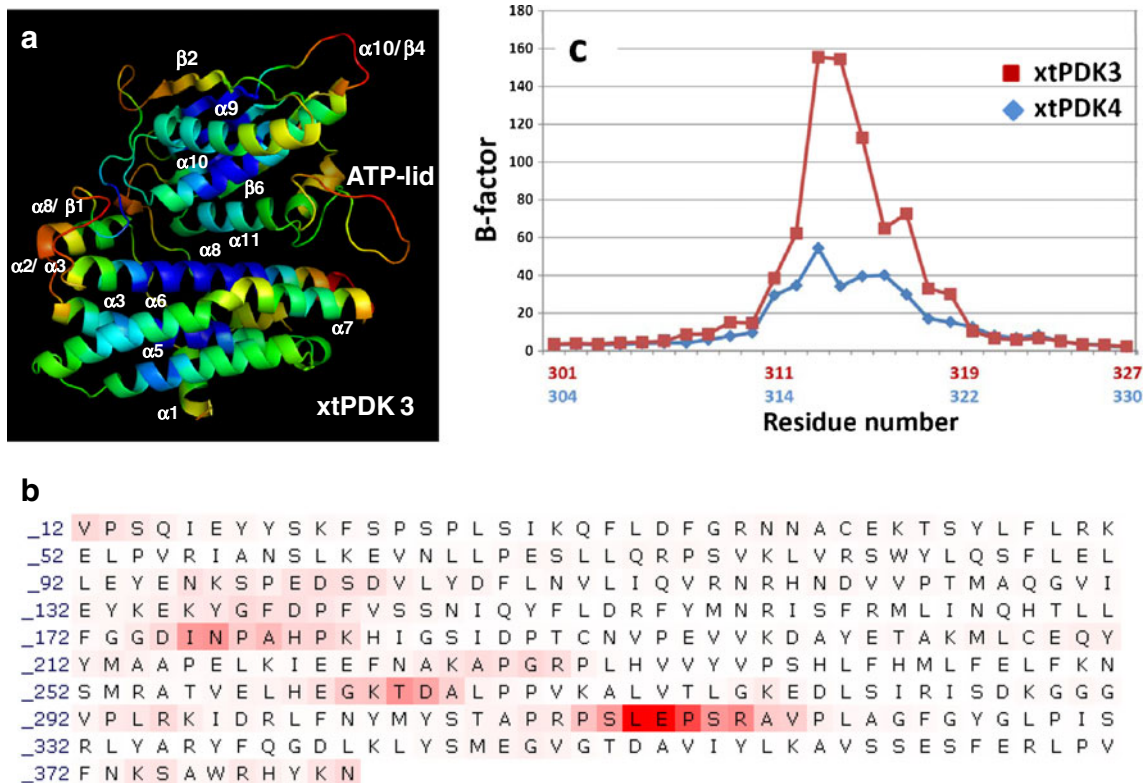 a
α10/β4
β2
α9
α10
ATP-lid
β6
α8/ β1
α8 α11
α2/ α3
α3 α6
α7
α5
α1
xtPDK 3
c
xtPDK3
xtPDK4
B-factor
180
160
140
120
100
80
60
40
20
0
301 311 319 327
304 314 322 330
Residue number
b
_12 V P S Q I E Y Y S K F S P S P L S I K Q F L D F G R N N A C E K T S Y L F L R K
_52 E L P V R I A N S L K E V N L L P E S L L Q R P S V K L V R S W Y L Q S F L E L
_92 L E Y E N K S P E D S D V L Y D F L N V L I Q V R N R H N D V V P T M A Q G V I
_132 E Y K E K Y G F D P F V S S N I Q Y F L D R F Y M N R I S F R M L I N Q H T L L
_172 F G G D I N P A H P K H I G S I D P T C N V P E V V K D A Y E T A K M L C E Q Y
_212 Y M A A P E L K I E E F N A K A P G R P L H V V Y V P S H L F H M L F E L F K N
_252 S M R A T V E L H E G K T D A L P P V K A L V T L G K E D L S I R I S D K G G G
_292 V P L R K I D R L F N Y M Y S T A P R P S L E P S R A V P L A G F G Y G L P I S
_332 R L Y A R Y F Q G D L K L Y S M E G V G T D A V I Y L K A V S S E S F E R L P V
_372 F N K S A W R H Y K N